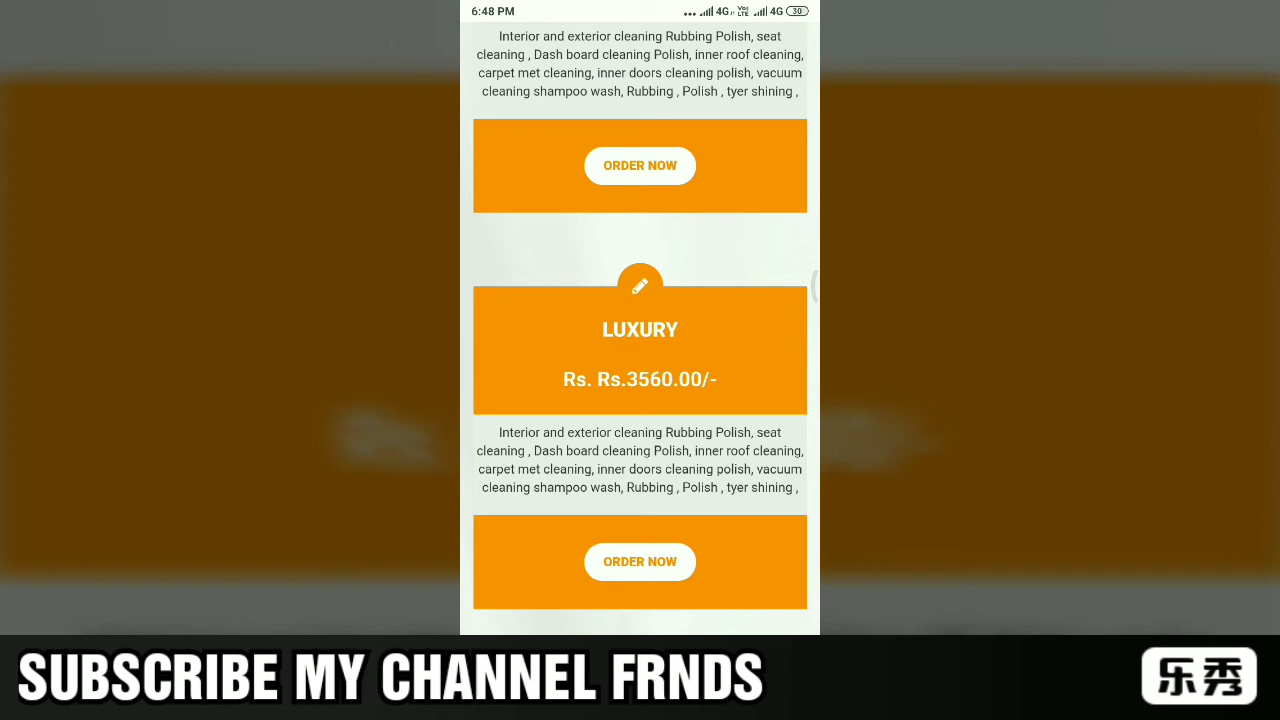 6:48 PM
4G
VoLTE
4G
30
Interior and exterior cleaning Rubbing Polish, seat
cleaning , Dash board cleaning Polish, inner roof cleaning,
carpet met cleaning, inner doors cleaning polish, vacuum
cleaning shampoo wash, Rubbing , Polish , tyer shining ,
ORDER NOW
LUXURY
Rs. Rs.3560.00/-
Interior and exterior cleaning Rubbing Polish, seat
cleaning , Dash board cleaning Polish, inner roof cleaning,
carpet met cleaning, inner doors cleaning polish, vacuum
cleaning shampoo wash, Rubbing , Polish , tyer shining ,
ORDER NOW
SUBSCRIBE MY CHANNEL FRNDS
乐秀